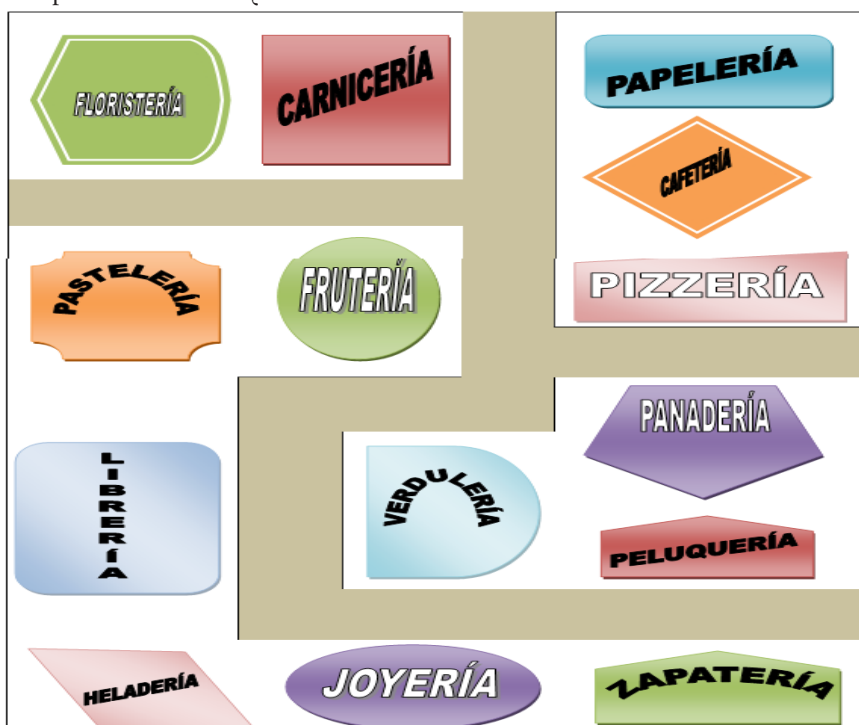 FLORISTERÍA
CARNICERÍA
PAPELERÍA
CAFETERÍA
PASTELERÍA
FRUTERÍA
PIZZERÍA
PANADERÍA
LIBRERÍA
VERDULERÍA
PELUQUERÍA
HELADERÍA
JOYERÍA
ZAPATERÍA